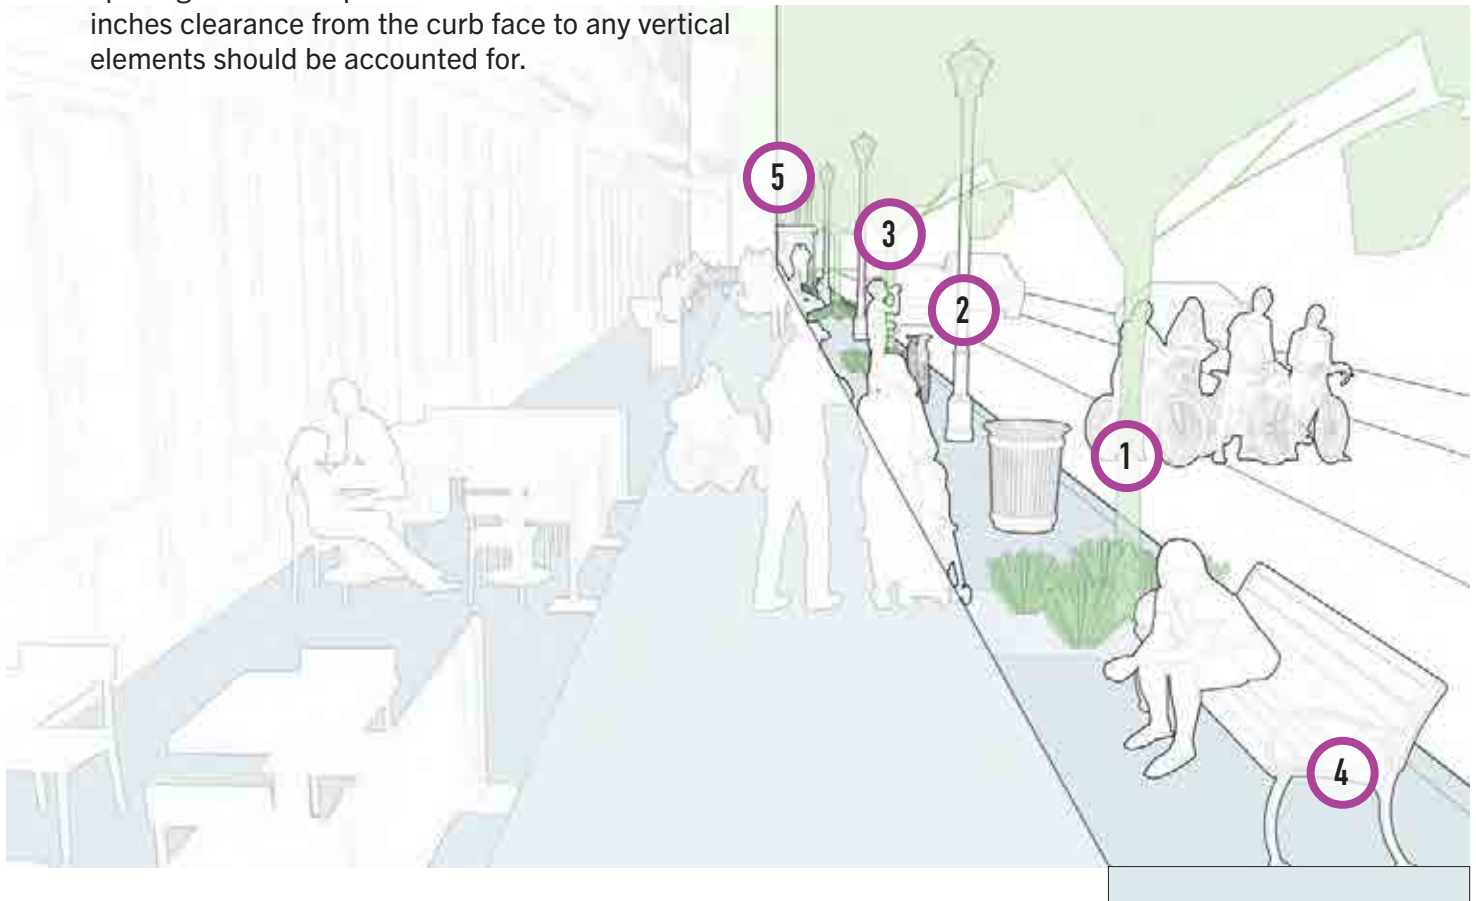 inches clearance from the curb face to any vertical
elements should be accounted for.
5
3
2
1
4